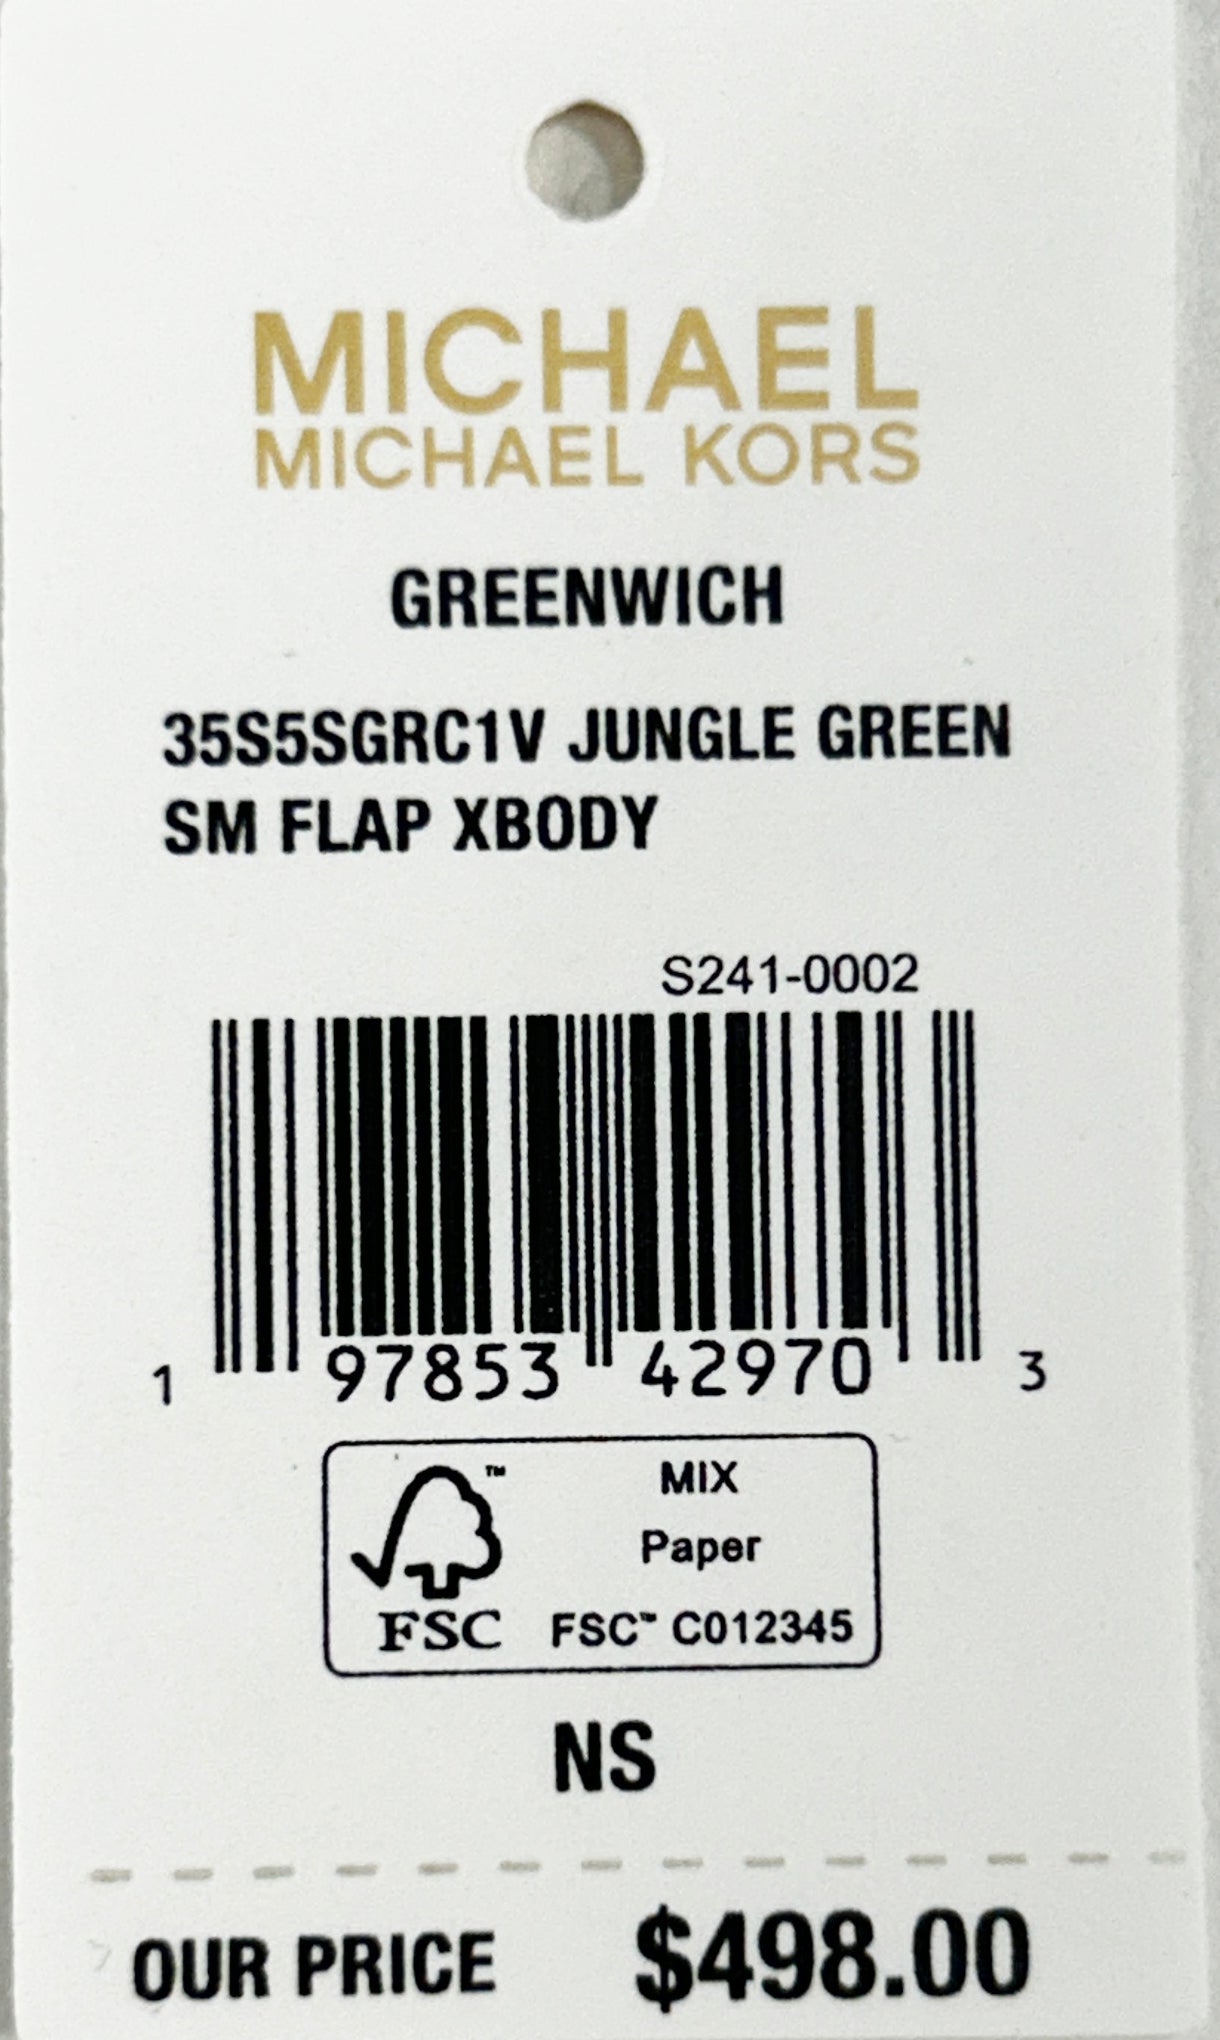 MICHAEL
MICHAEL KORS
GREENWICH
35S5SGRC1V JUNGLE GREEN
SM FLAP XBODY
S241-0002
1 97853 42970 3
™
MIX
Paper
FSC
FSC™ C012345
NS
OUR PRICE $498.00